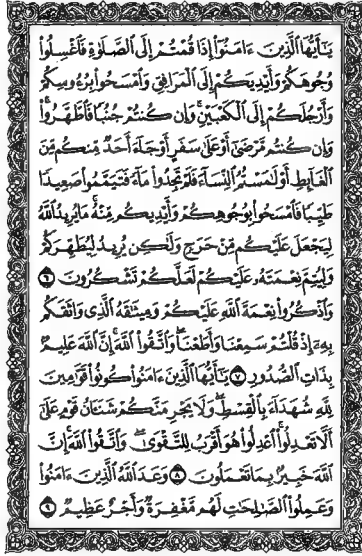 يَـٰٓأَيُّهَا ٱلَّذِينَ ءَامَنُوٓا۟ إِذَا قُمْتُمْ إِلَى ٱلصَّلَوٰةِ فَٱغْسِلُوا۟
وُجُوهَكُمْ وَأَيْدِيَكُمْ إِلَى ٱلْمَرَافِقِ وَٱمْسَحُوا۟ بِرُءُوسِكُمْ
وَأَرْجُلَكُمْ إِلَى ٱلْكَعْبَيْنِ ۚ وَإِن كُنتُمْ جُنُبًا فَٱطَّهَّرُوا۟ ۚ
وَإِن كُنتُم مَّرْضَىٰٓ أَوْ عَلَىٰ سَفَرٍ أَوْ جَآءَ أَحَدٌ مِّنكُم مِّنَ
ٱلْغَآئِطِ أَوْ لَـٰمَسْتُمُ ٱلنِّسَآءَ فَلَمْ تَجِدُوا۟ مَآءً فَتَيَمَّمُوا۟ صَعِيدًا
طَيِّبًا فَٱمْسَحُوا۟ بِوُجُوهِكُمْ وَأَيْدِيكُم مِّنْهُ ۚ مَا يُرِيدُ ٱللَّهُ
لِيَجْعَلَ عَلَيْكُم مِّنْ حَرَجٍ وَلَـٰكِن يُرِيدُ لِيُطَهِّرَكُمْ
وَلِيُتِمَّ نِعْمَتَهُۥ عَلَيْكُمْ لَعَلَّكُمْ تَشْكُرُونَ ٦
وَٱذْكُرُوا۟ نِعْمَةَ ٱللَّهِ عَلَيْكُمْ وَمِيثَـٰقَهُ ٱلَّذِى وَاثَقَكُم
بِهِۦٓ إِذْ قُلْتُمْ سَمِعْنَا وَأَطَعْنَا ۖ وَٱتَّقُوا۟ ٱللَّهَ ۚ إِنَّ ٱللَّهَ عَلِيمٌۢ
بِذَاتِ ٱلصُّدُورِ ٧ يَـٰٓأَيُّهَا ٱلَّذِينَ ءَامَنُوا۟ كُونُوا۟ قَوَّٰمِينَ
لِلَّهِ شُهَدَآءَ بِٱلْقِسْطِ ۖ وَلَا يَجْرِمَنَّكُمْ شَنَـَٔانُ قَوْمٍ عَلَىٰٓ
أَلَّا تَعْدِلُوا۟ ۚ ٱعْدِلُوا۟ هُوَ أَقْرَبُ لِلتَّقْوَىٰ ۖ وَٱتَّقُوا۟ ٱللَّهَ ۚ إِنَّ
ٱللَّهَ خَبِيرٌۢ بِمَا تَعْمَلُونَ ٨ وَعَدَ ٱللَّهُ ٱلَّذِينَ ءَامَنُوا۟
وَعَمِلُوا۟ ٱلصَّـٰلِحَـٰتِ ۙ لَهُم مَّغْفِرَةٌ وَأَجْرٌ عَظِيمٌ ٩